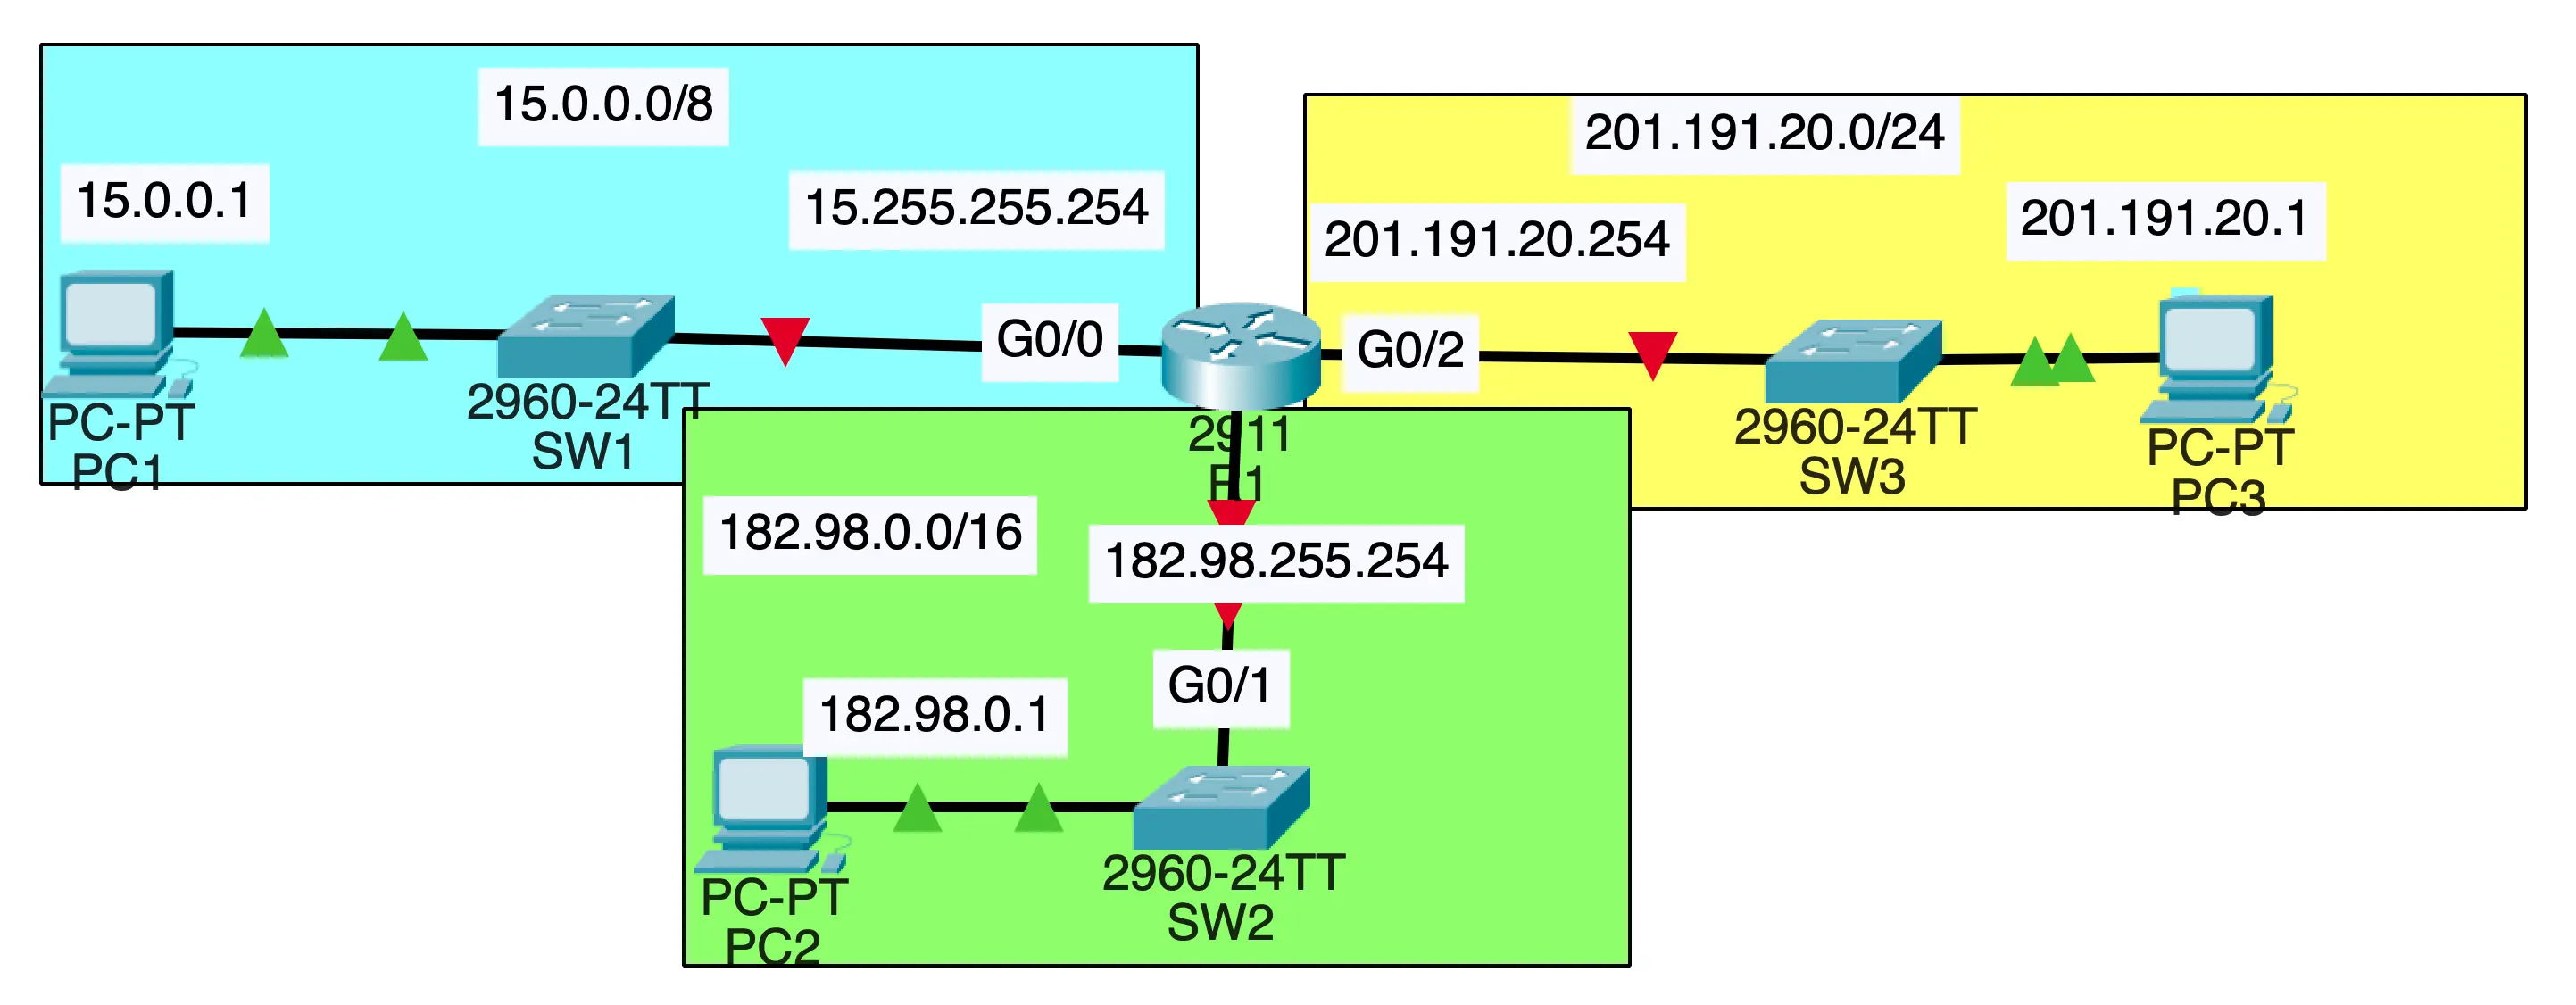 15.0.0.0/8
15.0.0.1
15.255.255.254
G0/0
PC-PT
PC1
2960-24TT
SW1
201.191.20.0/24
201.191.20.254
201.191.20.1
G0/2
2960-24TT
SW3
PC-PT
PC3
2911
R1
182.98.0.0/16
182.98.255.254
G0/1
182.98.0.1
PC-PT
PC2
2960-24TT
SW2